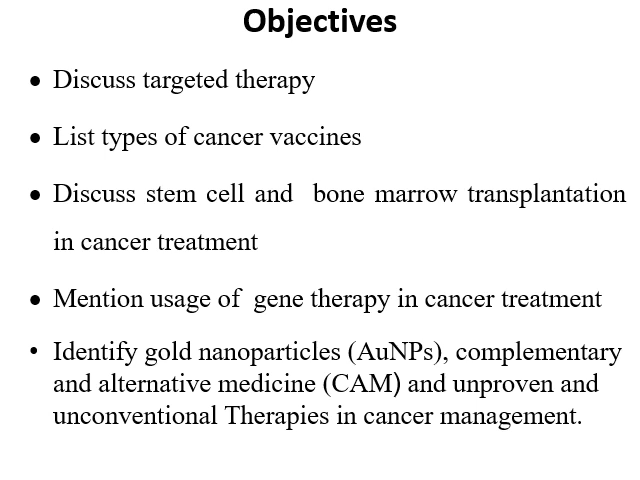 Objectives
• Discuss targeted therapy
• List types of cancer vaccines
• Discuss stem cell and  bone marrow transplantation
in cancer treatment
• Mention usage of  gene therapy in cancer treatment
• Identify gold nanoparticles (AuNPs), complementary
and alternative medicine (CAM) and unproven and
unconventional Therapies in cancer management.